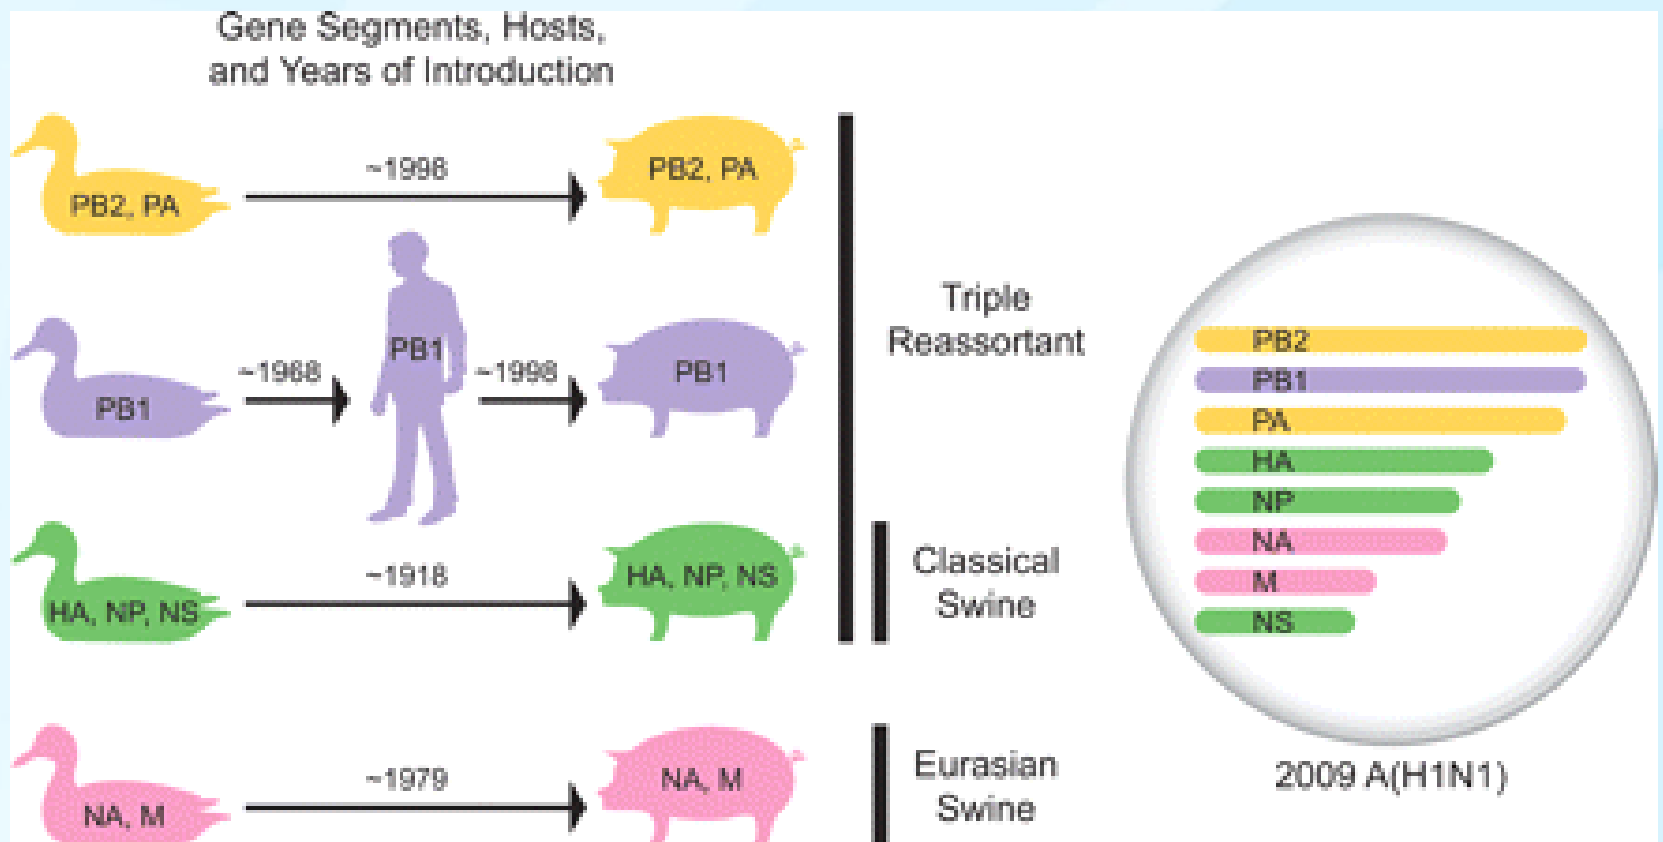 Gene Segments, Hosts,
and Years of Introduction
PB2, PA
~1998
PB2, PA
PB1
~1968
PB1
~1998
PB1
HA, NP, NS
~1918
HA, NP, NS
NA, M
~1979
NA, M
Triple
Reassortant
Classical
Swine
Eurasian
Swine
PB2
PB1
PA
HA
NP
NA
M
NS
2009 A(H1N1)